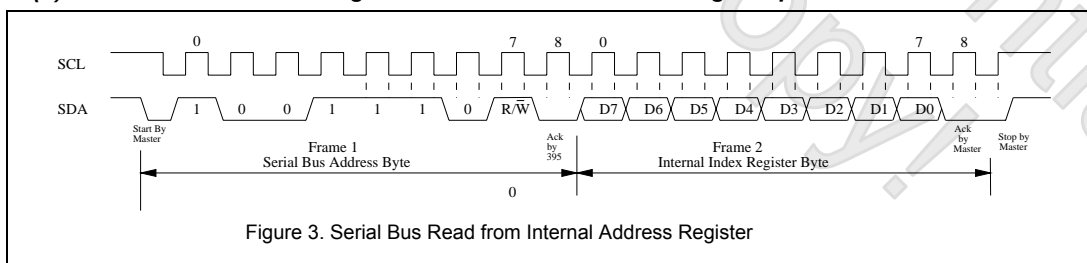 0 7 8 0 7 8
SCL
SDA 1 0 0 1 1 1 0 R/W̅ D7 D6 D5 D4 D3 D2 D1 D0
Start By
Master
Ack
by
395
Ack
by
Master
Stop by
Master
Frame 1
Serial Bus Address Byte
Frame 2
Internal Index Register Byte
0
Figure 3. Serial Bus Read from Internal Address Register